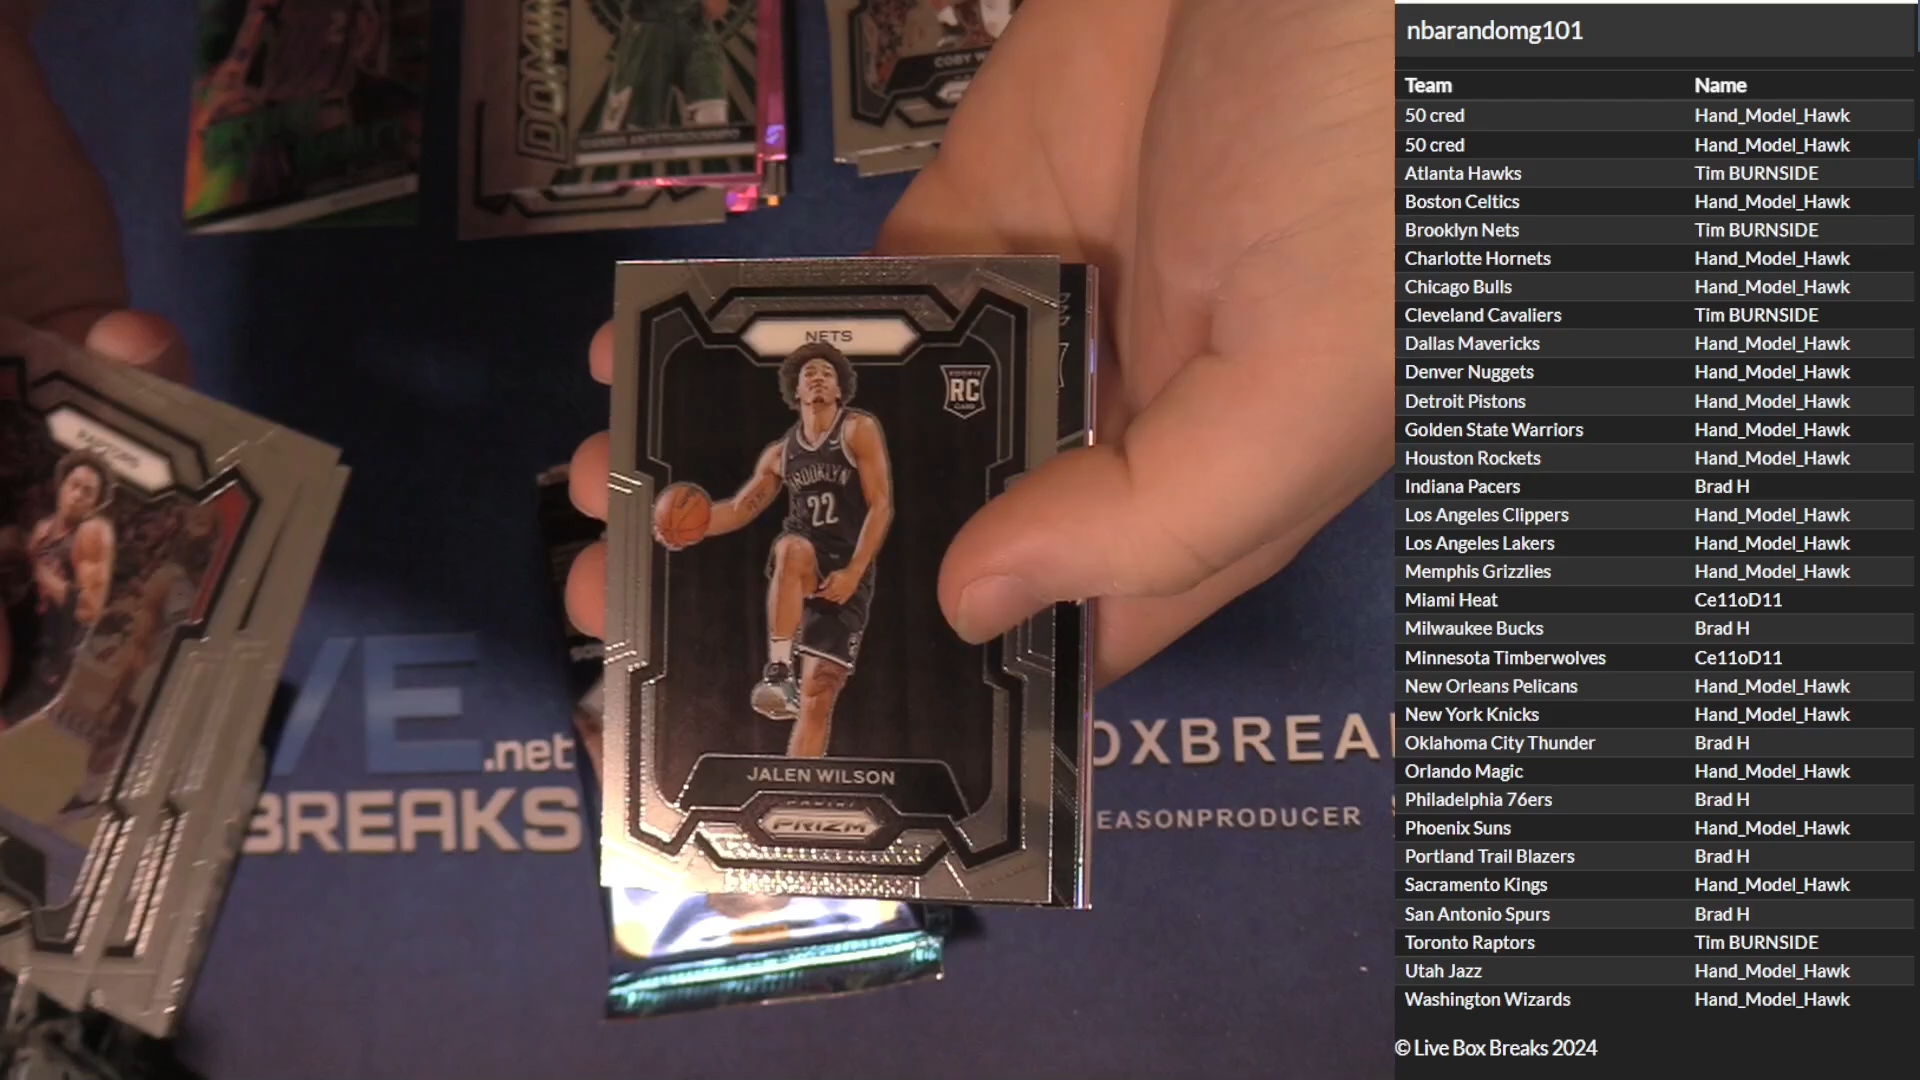 nbarandomg101
Team Name
50 cred Hand_Model_Hawk
50 cred Hand_Model_Hawk
Atlanta Hawks Tim BURNSIDE
Boston Celtics Hand_Model_Hawk
Brooklyn Nets Tim BURNSIDE
Charlotte Hornets Hand_Model_Hawk
Chicago Bulls Hand_Model_Hawk
Cleveland Cavaliers Tim BURNSIDE
Dallas Mavericks Hand_Model_Hawk
Denver Nuggets Hand_Model_Hawk
Detroit Pistons Hand_Model_Hawk
Golden State Warriors Hand_Model_Hawk
Houston Rockets Hand_Model_Hawk
Indiana Pacers Brad H
Los Angeles Clippers Hand_Model_Hawk
Los Angeles Lakers Hand_Model_Hawk
Memphis Grizzlies Hand_Model_Hawk
Miami Heat Ce11oD11
Milwaukee Bucks Brad H
Minnesota Timberwolves Ce11oD11
New Orleans Pelicans Hand_Model_Hawk
New York Knicks Hand_Model_Hawk
Oklahoma City Thunder Brad H
Orlando Magic Hand_Model_Hawk
Philadelphia 76ers Brad H
Phoenix Suns Hand_Model_Hawk
Portland Trail Blazers Brad H
Sacramento Kings Hand_Model_Hawk
San Antonio Spurs Brad H
Toronto Raptors Tim BURNSIDE
Utah Jazz Hand_Model_Hawk
Washington Wizards Hand_Model_Hawk
© Live Box Breaks 2024
COBY W
NETS
ROOKIE
RC
CARD
BROOKLYN
22
JALEN WILSON
PANINI
PRIZM
VE.net
BREAKS
OXBREA
EASONPRODUCER